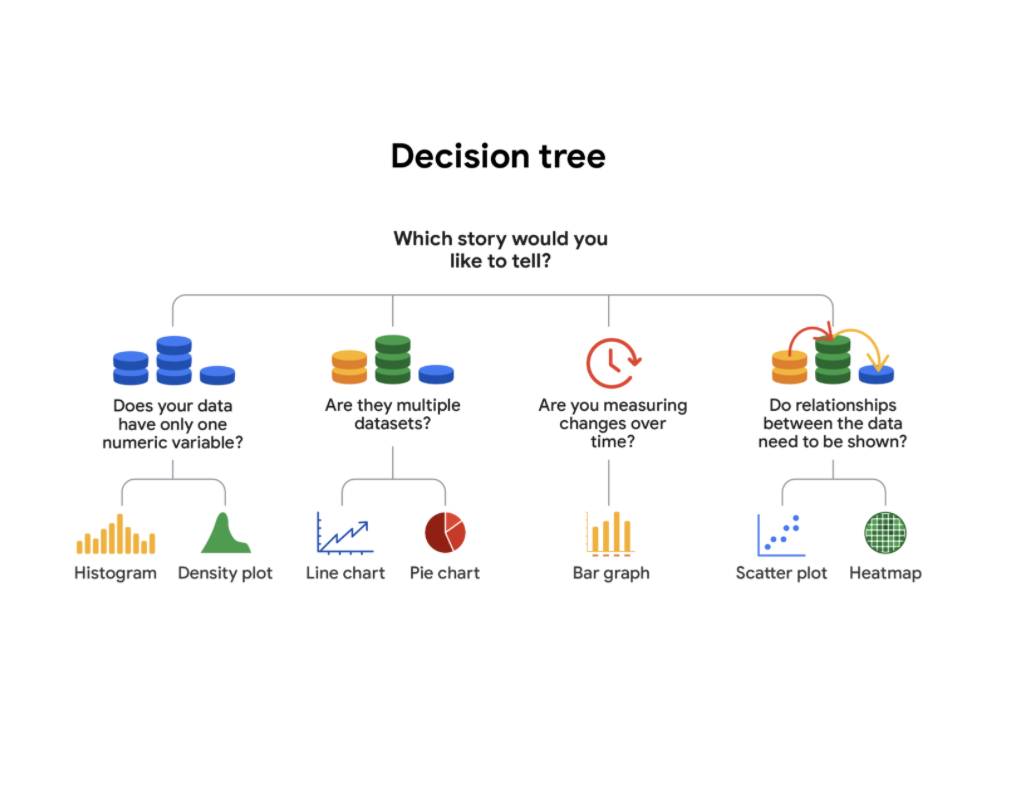 Decision tree
Which story would you
like to tell?
Does your data
have only one
numeric variable?
Are they multiple
datasets?
Are you measuring
changes over
time?
Do relationships
between the data
need to be shown?
Histogram
Density plot
Line chart
Pie chart
Bar graph
Scatter plot
Heatmap